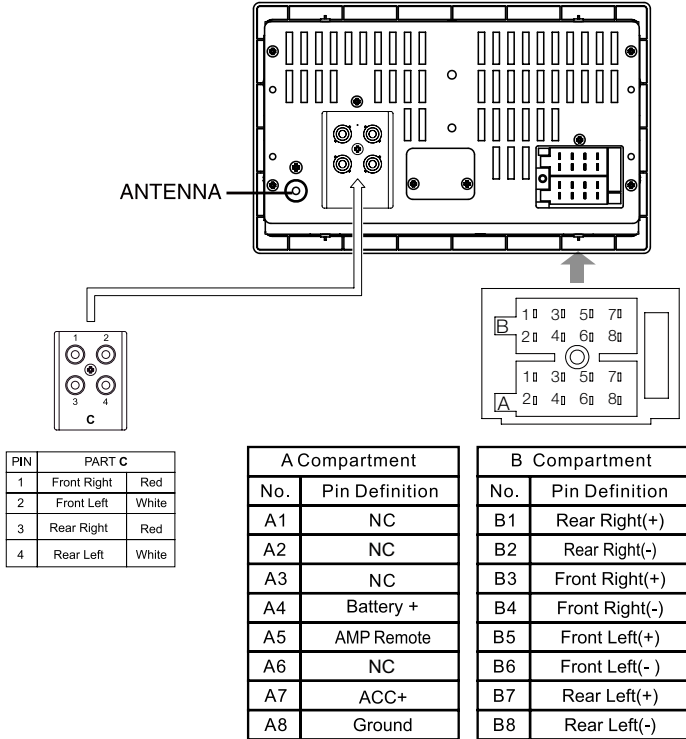 ANTENNA
1 2
3 4
C
B 1 3 5 7
2 4 6 8
1 3 5 7
A 2 4 6 8
PIN PART C
1 Front Right Red
2 Front Left White
3 Rear Right Red
4 Rear Left White
A Compartment
No. Pin Definition
A1 NC
A2 NC
A3 NC
A4 Battery +
A5 AMP Remote
A6 NC
A7 ACC+
A8 Ground
B Compartment
No. Pin Definition
B1 Rear Right(+)
B2 Rear Right(-)
B3 Front Right(+)
B4 Front Right(-)
B5 Front Left(+)
B6 Front Left(- )
B7 Rear Left(+)
B8 Rear Left(-)